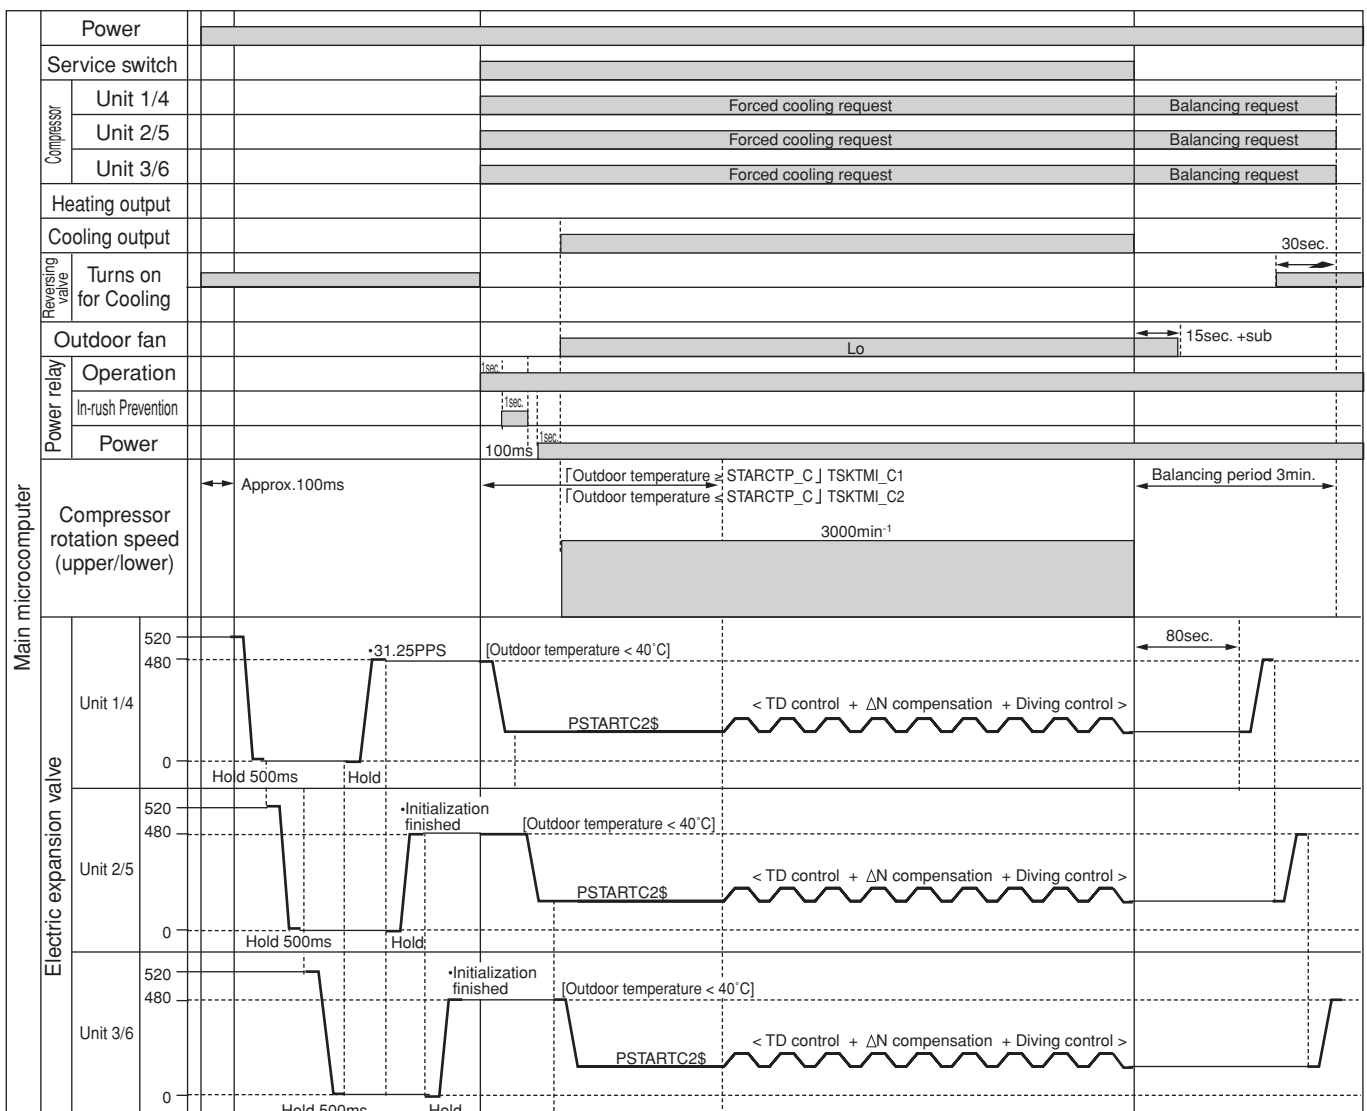 Power
Service switch
Main microcomputer
Compressor
Unit 1/4
Forced cooling request
Balancing request
Unit 2/5
Forced cooling request
Balancing request
Unit 3/6
Forced cooling request
Balancing request
Heating output
Cooling output
30sec.
Reversing
valve
Turns on
for Cooling
Outdoor fan
Lo
15sec. +sub
Power relay
Operation
1sec.
In-rush Prevention
1sec.
Power
100ms
1sec.
Compressor
rotation speed
(upper/lower)
Approx.100ms
「Outdoor temperature ≥ STARCTP_C」TSKTMI_C1
「Outdoor temperature ≤ STARCTP_C」TSKTMI_C2
Balancing period 3min.
3000min-1
Electric expansion valve
Unit 1/4
520
480
0
•31.25PPS
[Outdoor temperature < 40˚C]
80sec.
PSTARTC2$
< TD control + ΔN compensation + Diving control >
Hold 500ms
Hold
Unit 2/5
520
480
0
•Initialization
finished
[Outdoor temperature < 40˚C]
PSTARTC2$
< TD control + ΔN compensation + Diving control >
Hold 500ms
Hold
Unit 3/6
520
480
0
•Initialization
finished
[Outdoor temperature < 40˚C]
PSTARTC2$
< TD control + ΔN compensation + Diving control >
Hold 500ms
Hold